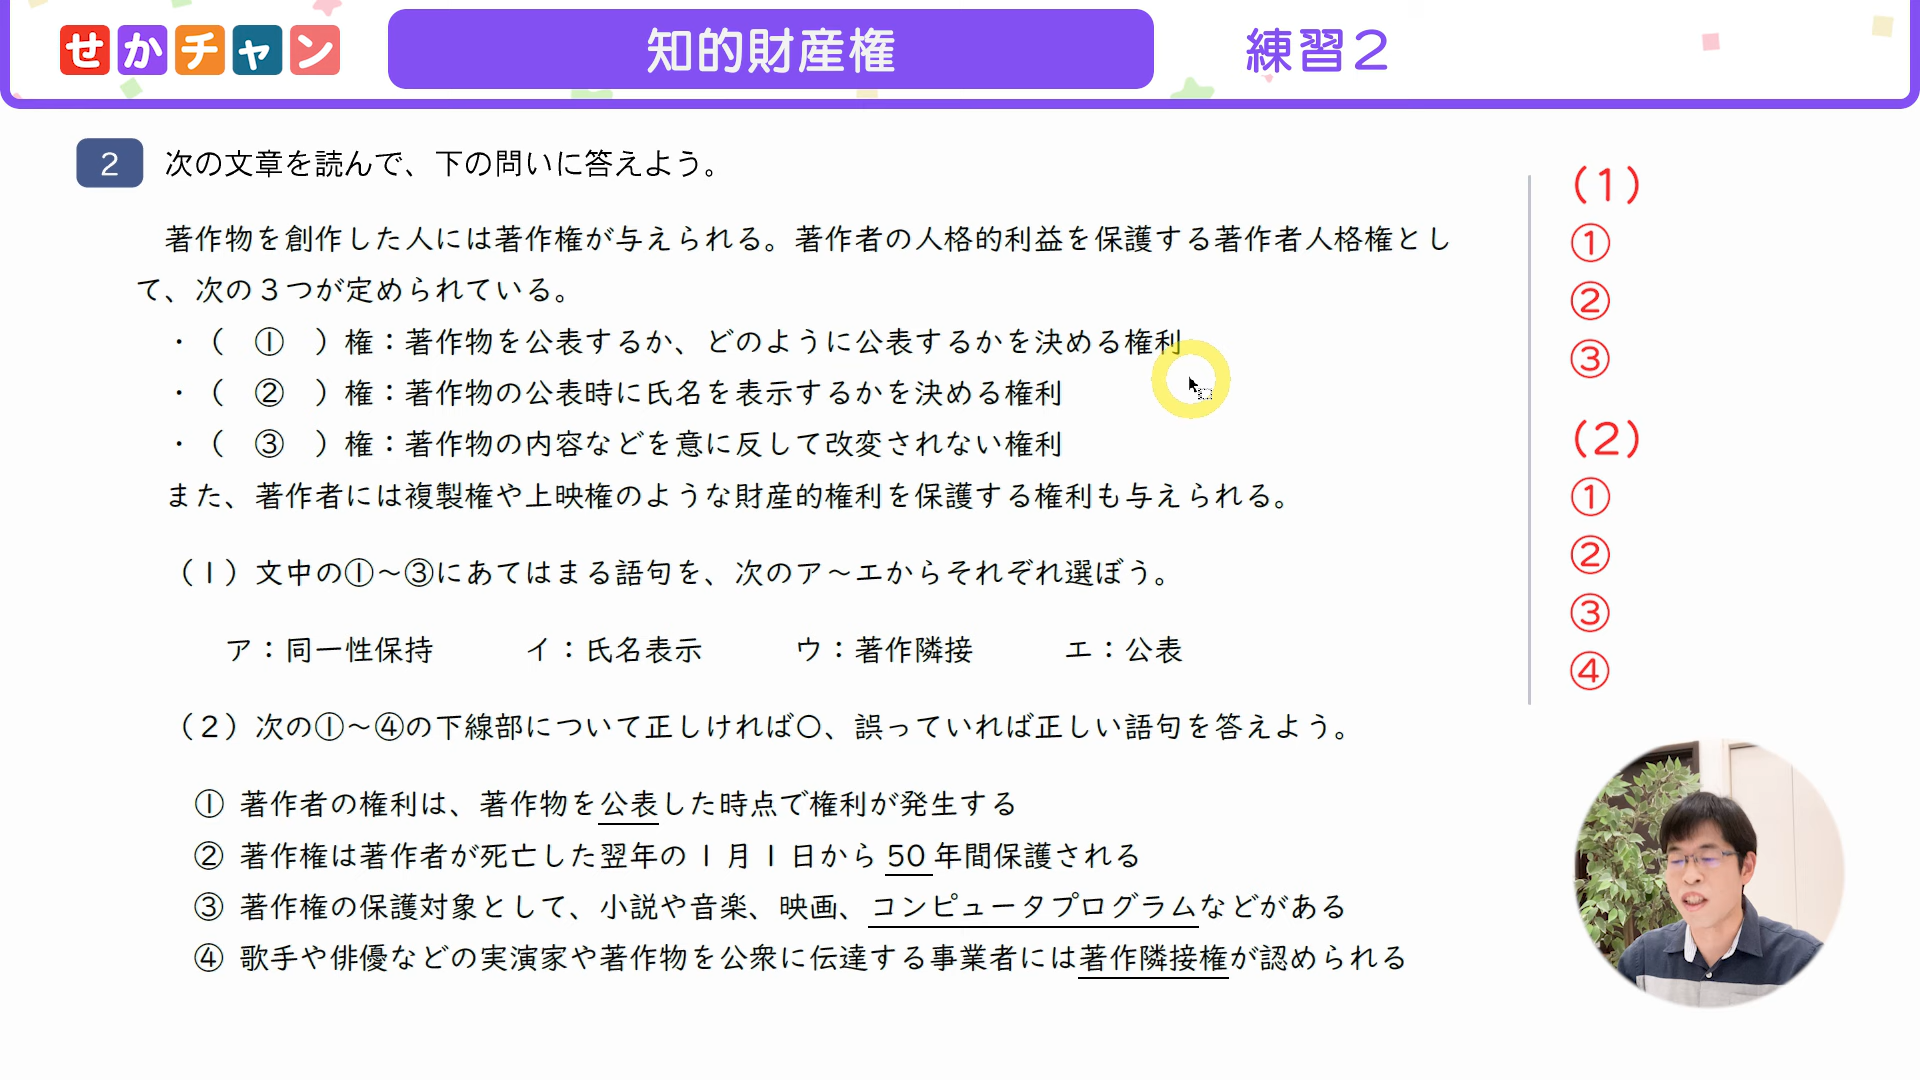 せかチャン
知的財産権
練習2
2 次の文章を読んで、下の問いに答えよう。
著作物を創作した人には著作権が与えられる。著作者の人格的利益を保護する著作者人格権とし
て、次の3つが定められている。
・（ ① ）権：著作物を公表するか、どのように公表するかを決める権利
・（ ② ）権：著作物の公表時に氏名を表示するかを決める権利
・（ ③ ）権：著作物の内容などを意に反して改変されない権利
また、著作者には複製権や上映権のような財産的権利を保護する権利も与えられる。
（1）文中の①～③にあてはまる語句を、次のア～エからそれぞれ選ぼう。
ア：同一性保持 イ：氏名表示 ウ：著作隣接 エ：公表
（2）次の①～④の下線部について正しければ〇、誤っていれば正しい語句を答えよう。
① 著作者の権利は、著作物を公表した時点で権利が発生する
② 著作権は著作者が死亡した翌年の1月1日から50年間保護される
③ 著作権の保護対象として、小説や音楽、映画、コンピュータプログラムなどがある
④ 歌手や俳優などの実演家や著作物を公衆に伝達する事業者には著作隣接権が認められる
（1）
①
②
③
（2）
①
②
③
④